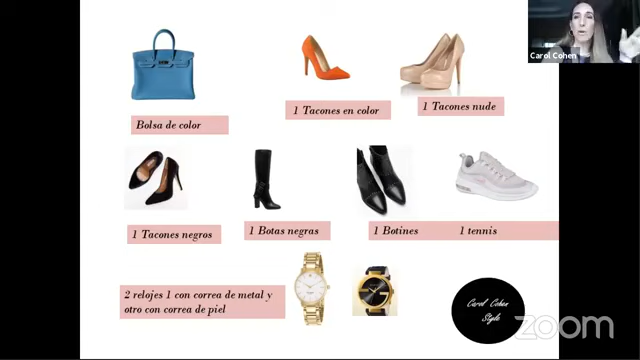 Carol Cohen
Bolsa de color
1 Tacones en color
1 Tacones nude
1 Tacones negros
1 Botas negras
1 Botines
1 tennis
2 relojes 1 con correa de metal y
otro con correa de piel
Carol Cohen
Style
zoom